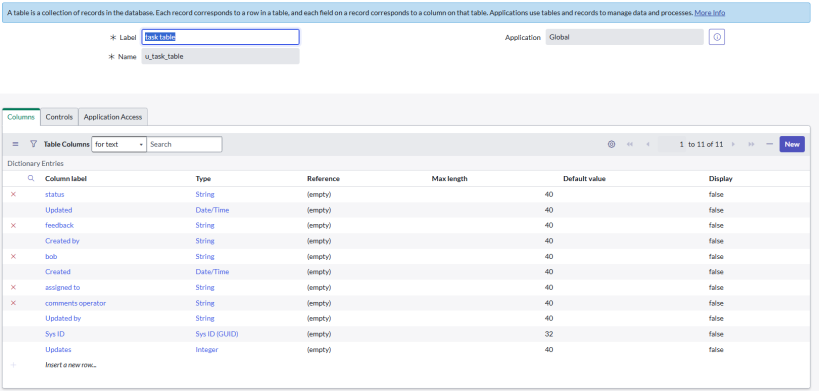 A table is a collection of records in the database. Each record corresponds to a row in a table, and each field on a record corresponds to a column on that table. Applications use tables and records to manage data and processes. More Info
* Label task table Application Global
* Name u_task_table
Columns Controls Application Access
Table Columns for text Search 1 to 11 of 11 New
Dictionary Entries
Column label Type Reference Max length Default value Display
status String (empty) 40 false
Updated Date/Time (empty) 40 false
feedback String (empty) 40 false
Created by String (empty) 40 false
bob String (empty) 40 false
Created Date/Time (empty) 40 false
assigned to String (empty) 40 false
comments operator String (empty) 40 false
Updated by String (empty) 40 false
Sys ID Sys ID (GUID) (empty) 32 false
Updates Integer (empty) 40 false
Insert a new row...